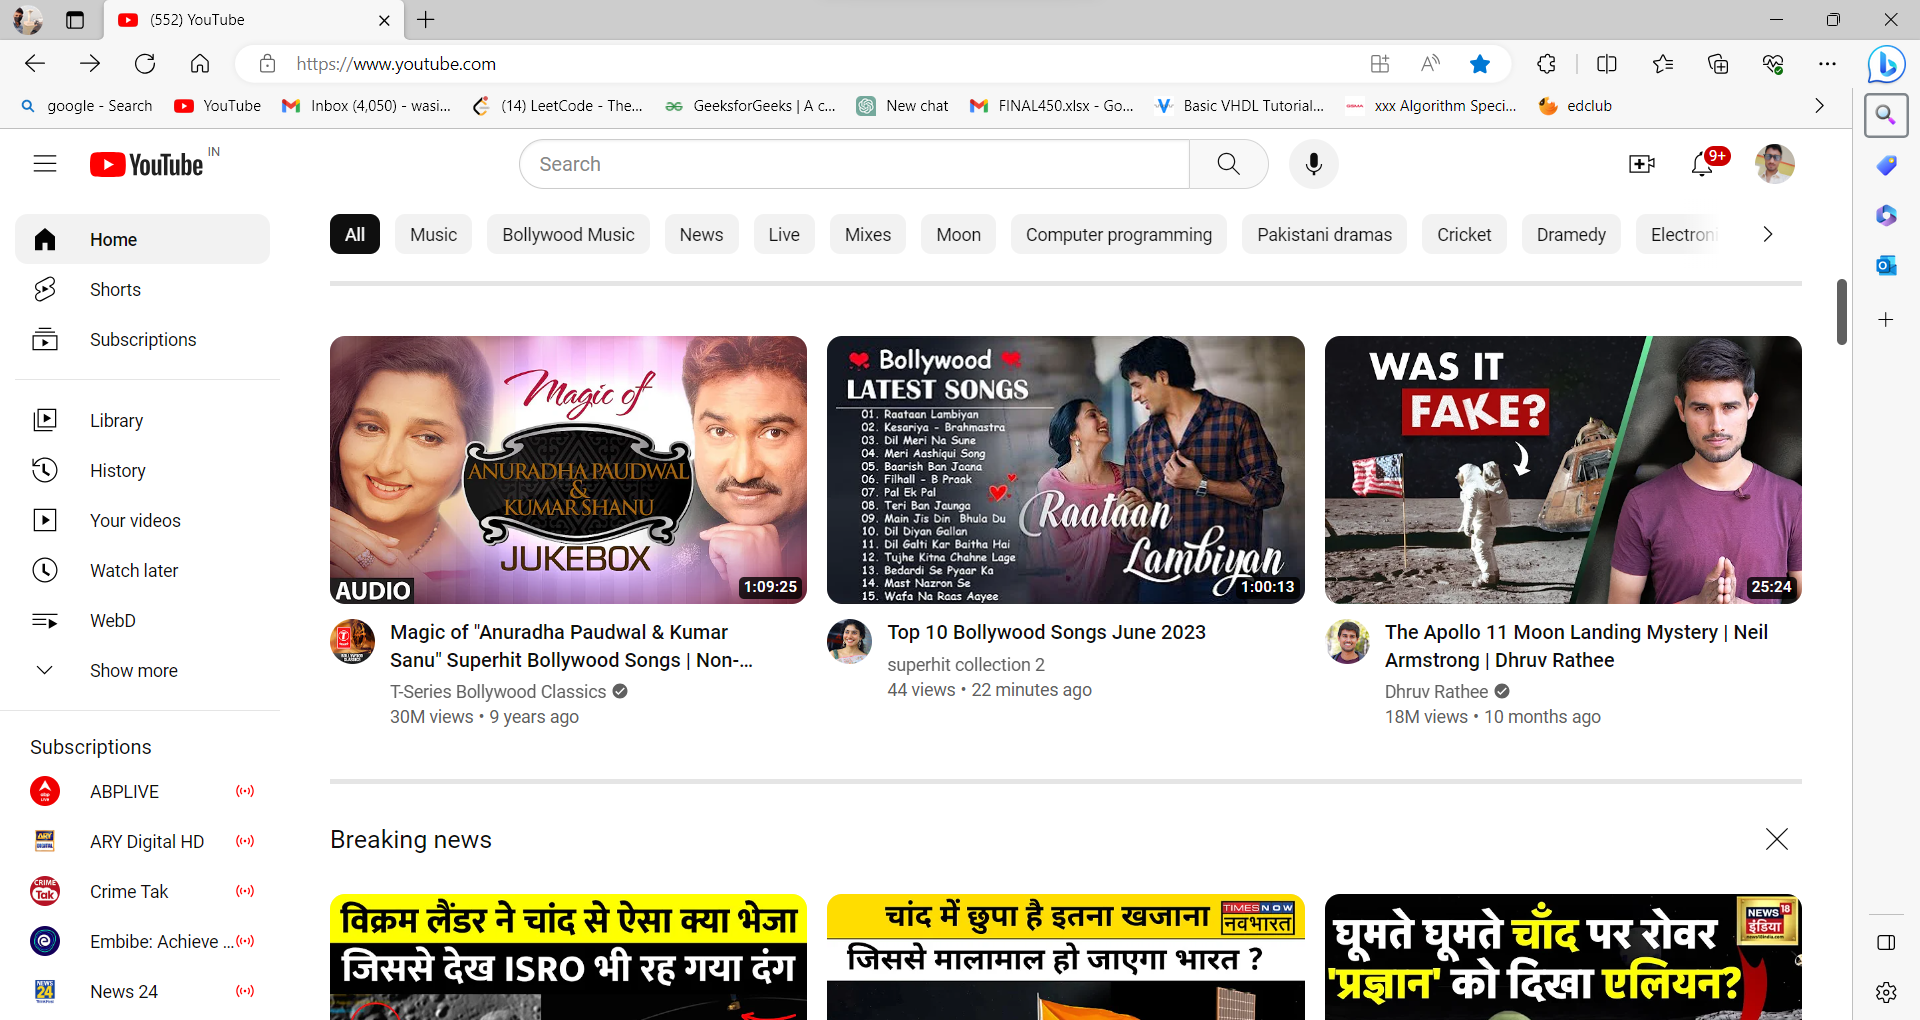 (552) YouTube
https://www.youtube.com
google - Search
YouTube
Inbox (4,050) - wasi...
(14) LeetCode - The...
GeeksforGeeks | A c...
New chat
FINAL450.xlsx - Go...
Basic VHDL Tutorial...
xxx Algorithm Speci...
edclub
YouTube IN
Search
9+
Home
Shorts
Subscriptions
Library
History
Your videos
Watch later
WebD
Show more
Subscriptions
ABPLIVE
ARY Digital HD
Crime Tak
Embibe: Achieve ...
News 24
All
Music
Bollywood Music
News
Live
Mixes
Moon
Computer programming
Pakistani dramas
Cricket
Dramedy
Electroni
Magic of
ANURADHA PAUDWAL
&
KUMAR SHANU
JUKEBOX
AUDIO
1:09:25
Magic of "Anuradha Paudwal & Kumar
Sanu" Superhit Bollywood Songs | Non-...
T-Series Bollywood Classics
30M views • 9 years ago
Bollywood
LATEST SONGS
01. Raataan Lambiyan
02. Kesariya - Brahmastra
03. Dil Meri Na Sune
04. Meri Aashiqui Song
05. Baarish Ban Jaana
06. Filhall - B Praak
07. Pal Ek Pal
08. Teri Ban Jaunga
09. Main Jis Din Bhula Du
10. Dil Diyan Gallan
11. Dil Galti Kar Baitha Hai
12. Tujhe Kitna Chahne Lage
13. Bedardi Se Pyaar Ka
14. Mast Nazron Se
15. Wafa Na Raas Aayee
Raataan
Lambiyan
1:00:13
Top 10 Bollywood Songs June 2023
superhit collection 2
44 views • 22 minutes ago
WAS IT
FAKE?
25:24
The Apollo 11 Moon Landing Mystery | Neil
Armstrong | Dhruv Rathee
Dhruv Rathee
18M views • 10 months ago
Breaking news
विक्रम लैंडर ने चांद से ऐसा क्या भेजा
जिससे देख ISRO भी रह गया दंग
चांद में छुपा है इतना खजाना
TIMES NOW
नवभारत
जिससे मालामाल हो जाएगा भारत ?
घूमते घूमते चाँद पर रोवर
NEWS 18
इंडिया
'प्रज्ञान' को दिखा एलियन?